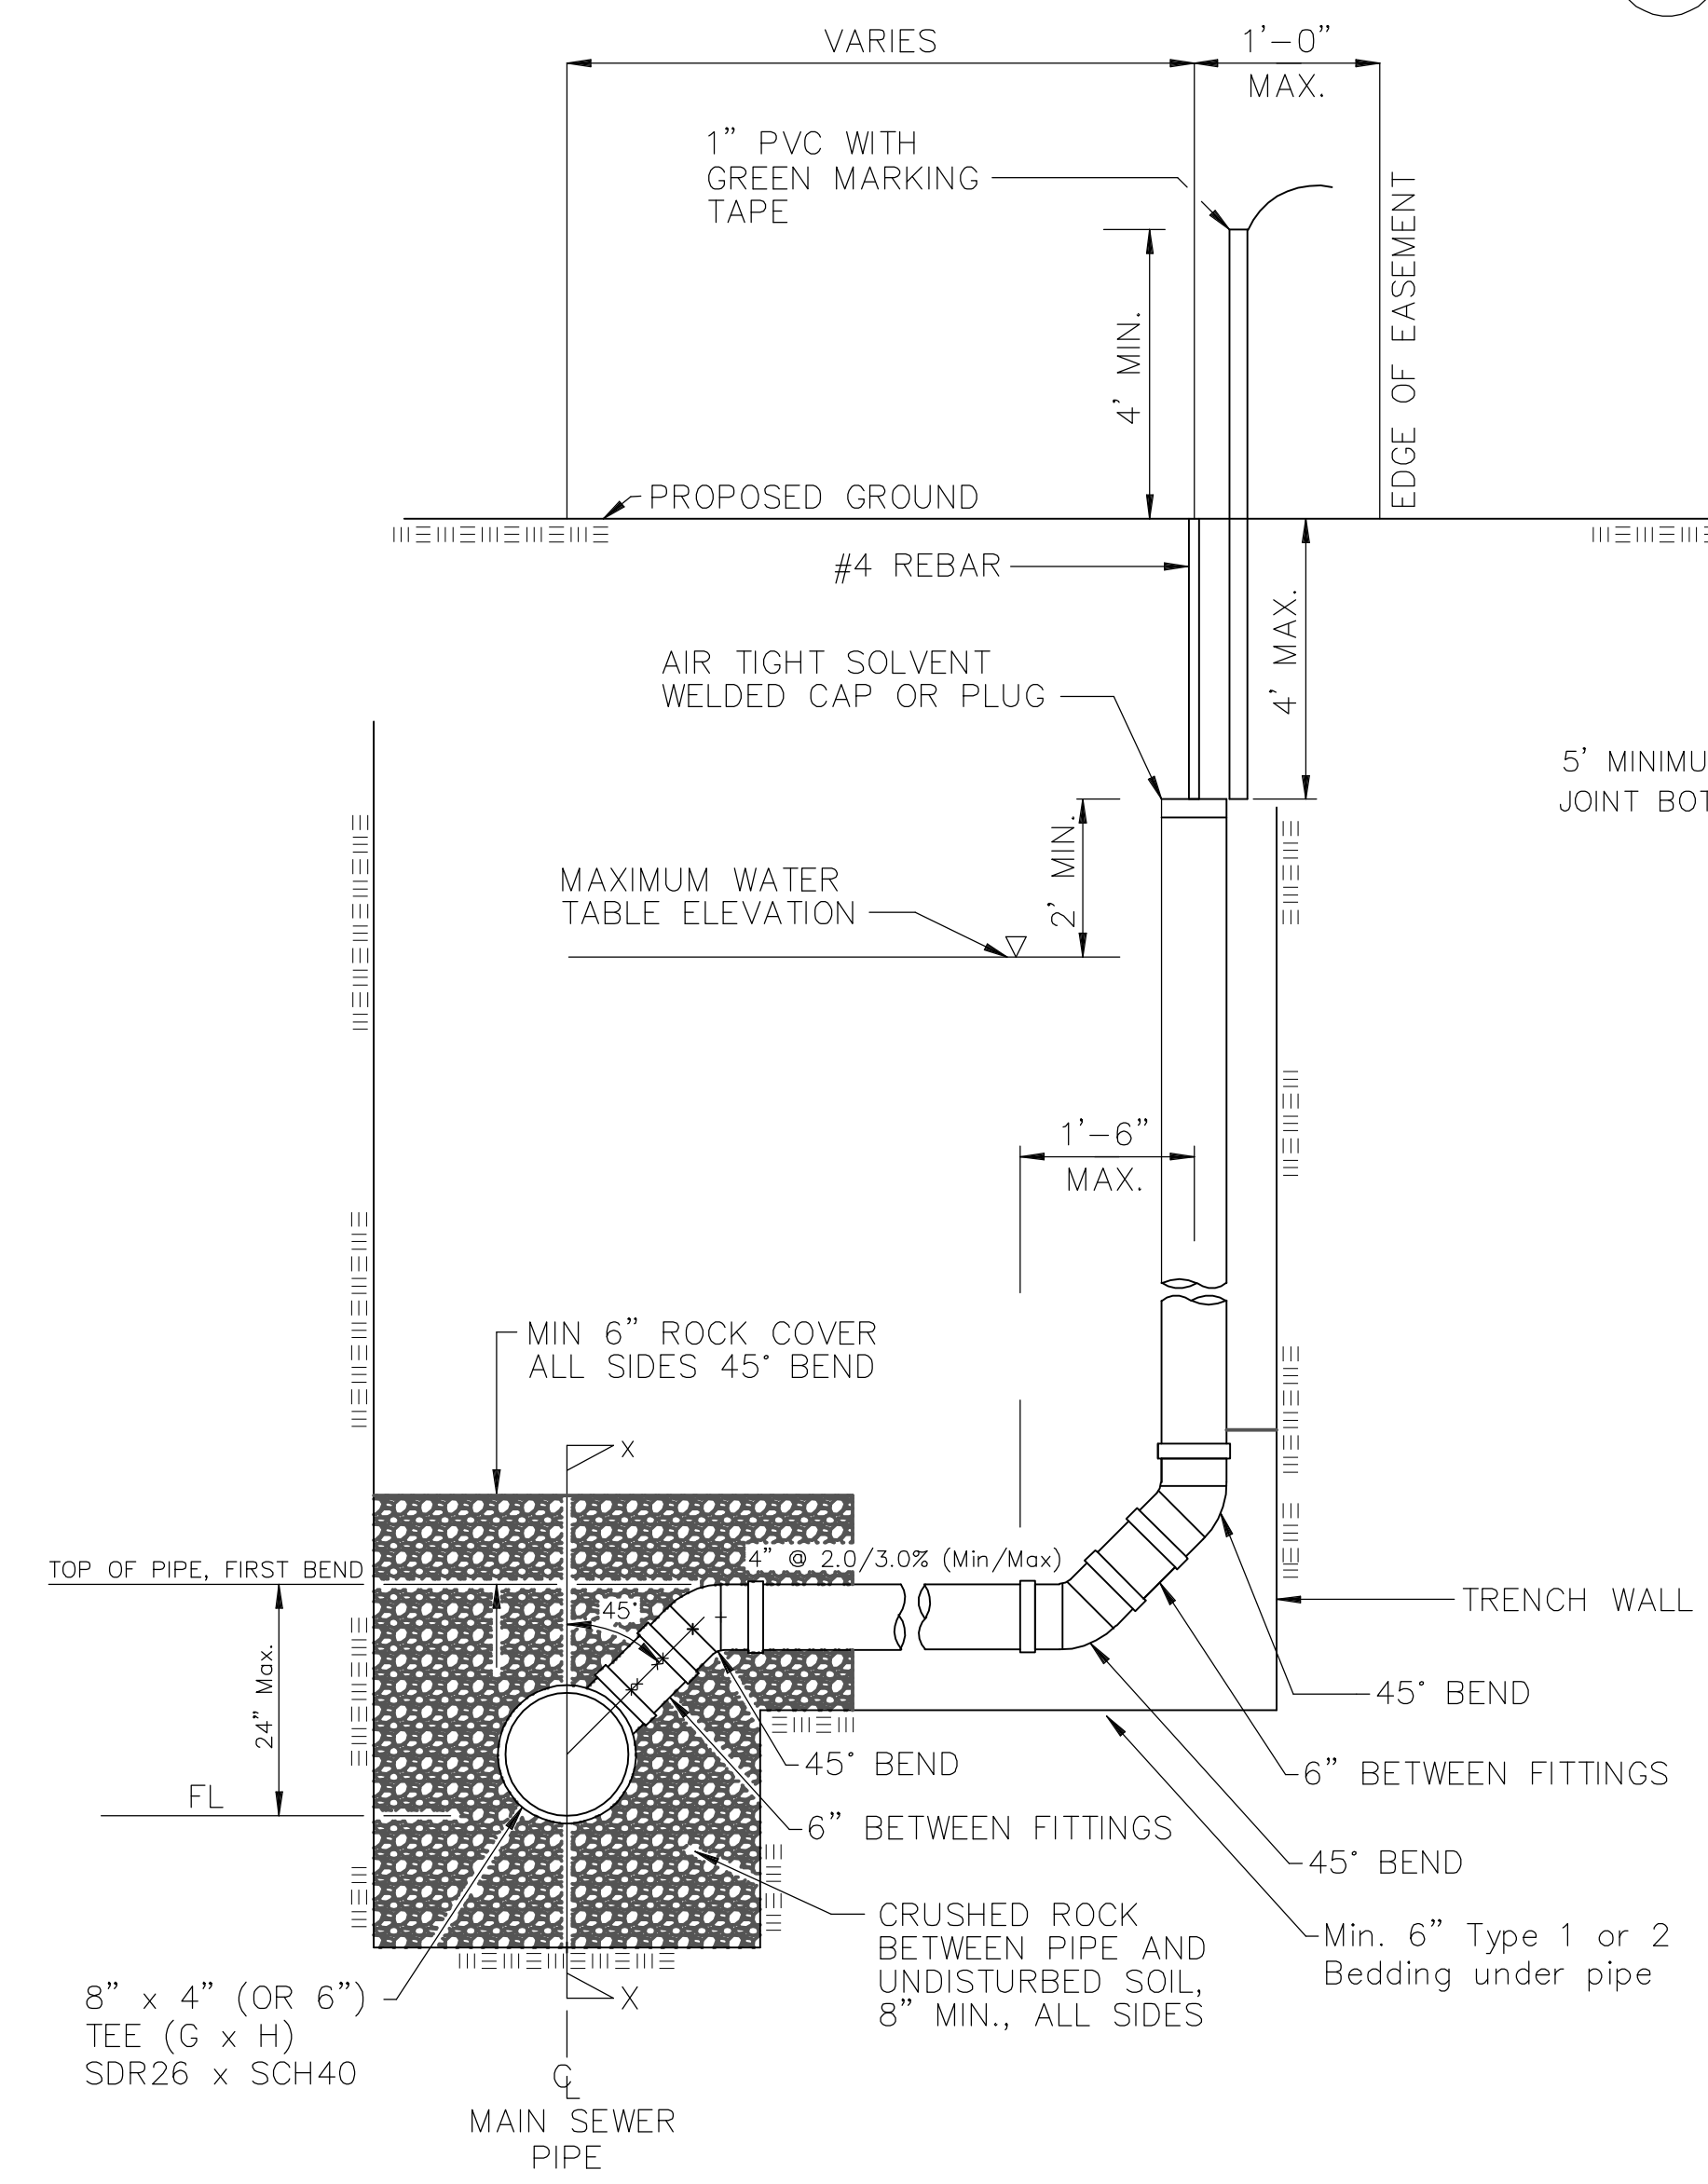 VARIES
1'-0"
MAX.
1" PVC WITH
GREEN MARKING
TAPE
EDGE OF EASEMENT
4' MIN.
PROPOSED GROUND
#4 REBAR
4' MAX.
AIR TIGHT SOLVENT
WELDED CAP OR PLUG
5' MINIMU
JOINT BOT
2' MIN.
MAXIMUM WATER
TABLE ELEVATION
1'-6"
MAX.
MIN 6" ROCK COVER
ALL SIDES 45° BEND
X
4" @ 2.0/3.0% (Min/Max)
TOP OF PIPE, FIRST BEND
45°
TRENCH WALL
24" Max.
45° BEND
45° BEND
6" BETWEEN FITTINGS
FL
6" BETWEEN FITTINGS
45° BEND
CRUSHED ROCK
BETWEEN PIPE AND
UNDISTURBED SOIL,
8" MIN., ALL SIDES
Min. 6" Type 1 or 2
Bedding under pipe
8" x 4" (OR 6")
TEE (G x H)
SDR26 x SCH40
X
CL
MAIN SEWER
PIPE